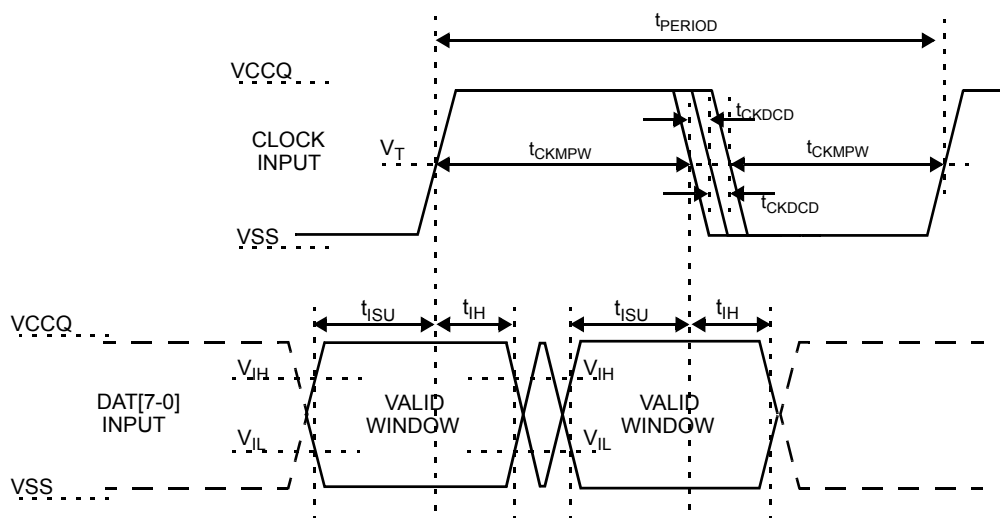 tPERIOD
VCCQ
tCKDCD
CLOCK
INPUT
VT
tCKMPW
tCKMPW
tCKDCD
VSS
VCCQ
tISU
tIH
tISU
tIH
VIH
VIH
DAT[7-0]
INPUT
VALID
WINDOW
VALID
WINDOW
VIL
VIL
VSS